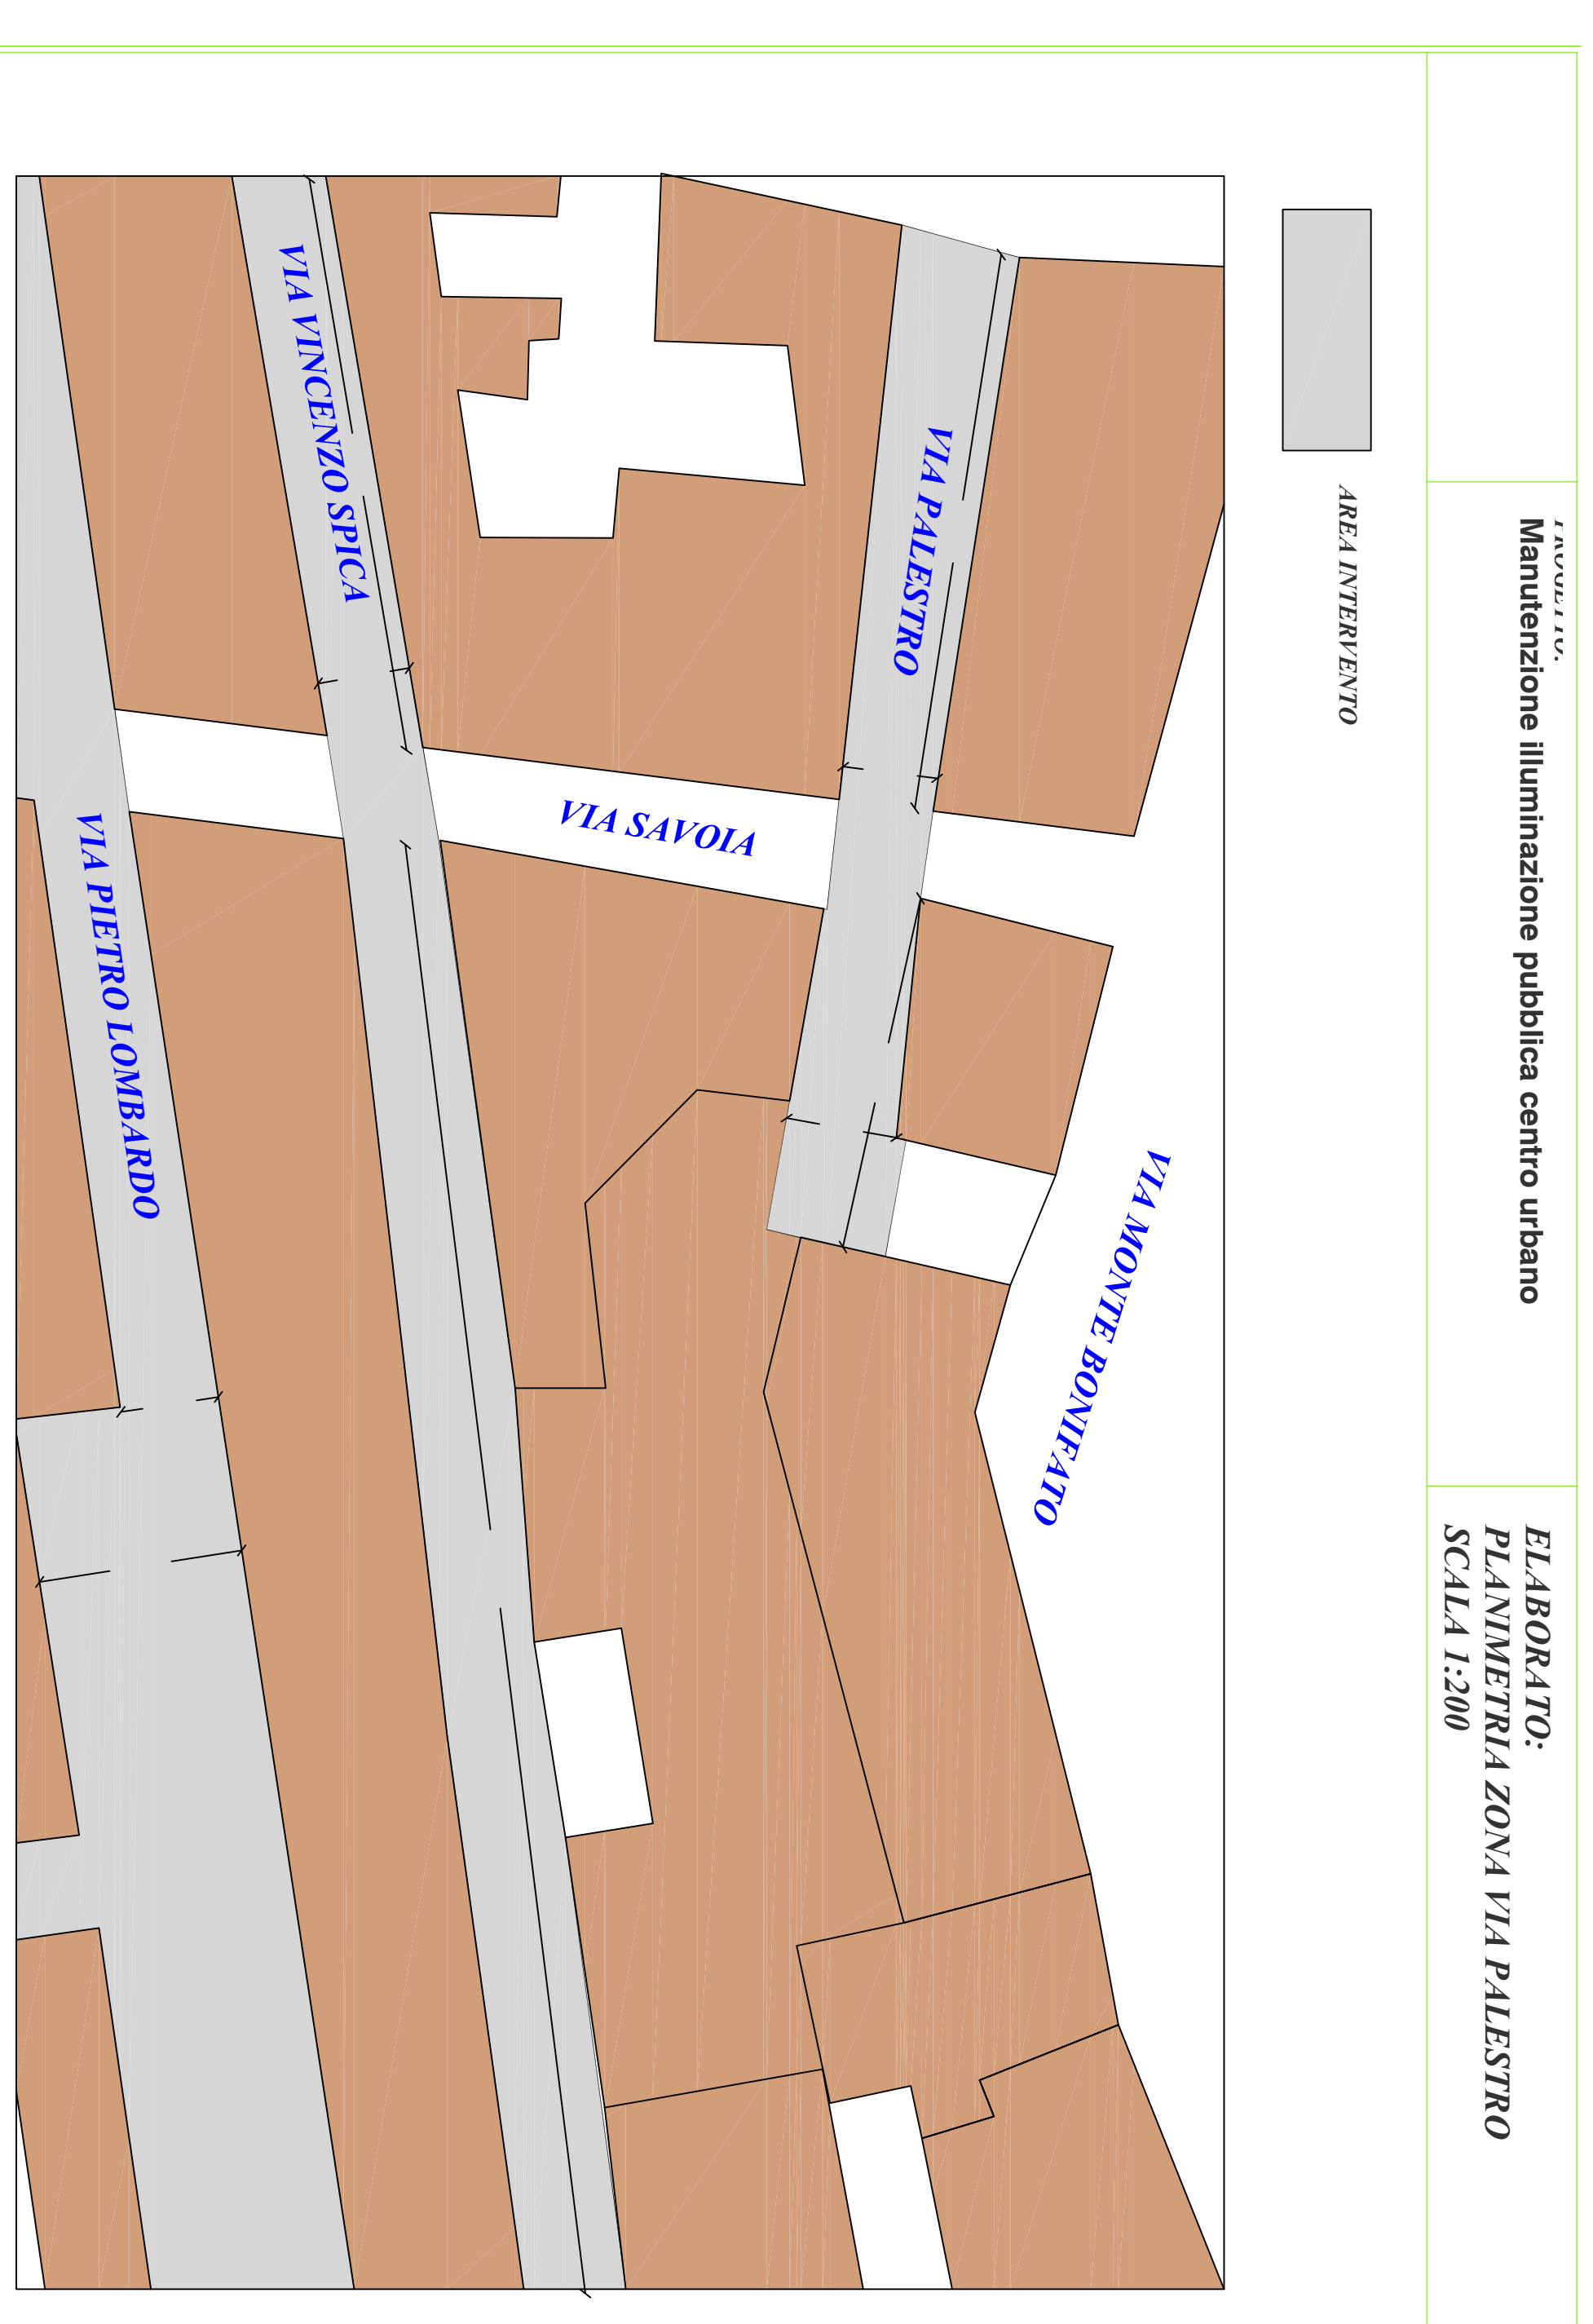 PROGETTO:
Manutenzione illuminazione pubblica centro urbano
ELABORATO:
PLANIMETRIA ZONA VIA PALESTRO
SCALA 1:200
AREA INTERVENTO
VIA MONTE BONIFATO
VIA PALESTRO
VIA SAVOIA
VIA VINCENZO SPICA
VIA PIETRO LOMBARDO